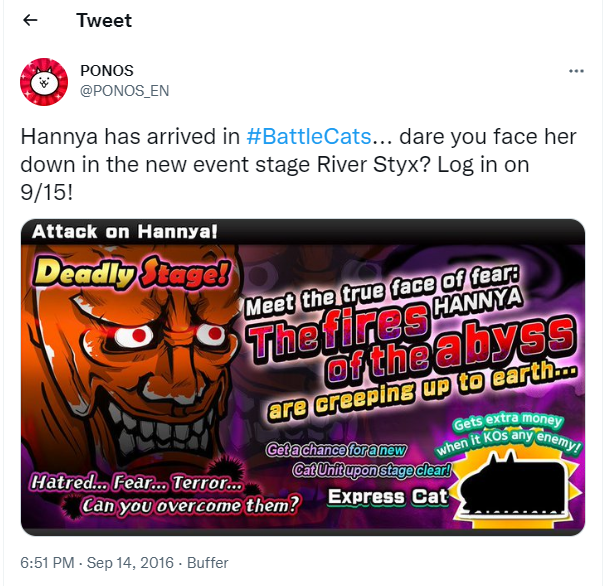 Tweet
PONOS
@PONOS_EN
Hannya has arrived in #BattleCats... dare you face her
down in the new event stage River Styx? Log in on
9/15!
Attack on Hannya!
Deadly Stage!
Meet the true face of fear:
HANNYA
The fires
of the abyss
are creeping up to earth...
Gets extra money
when it KOs any enemy!
Get a chance for a new
Cat Unit upon stage clear!
Express Cat
Hatred... Fear... Terror...
Can you overcome them?
6:51 PM · Sep 14, 2016 · Buffer